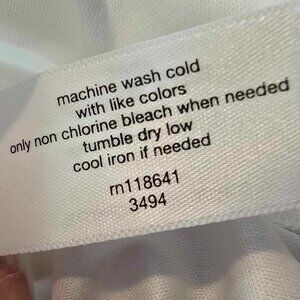 machine wash cold
with like colors
only non chlorine bleach when needed
tumble dry low
cool iron if needed
rn118641
3494